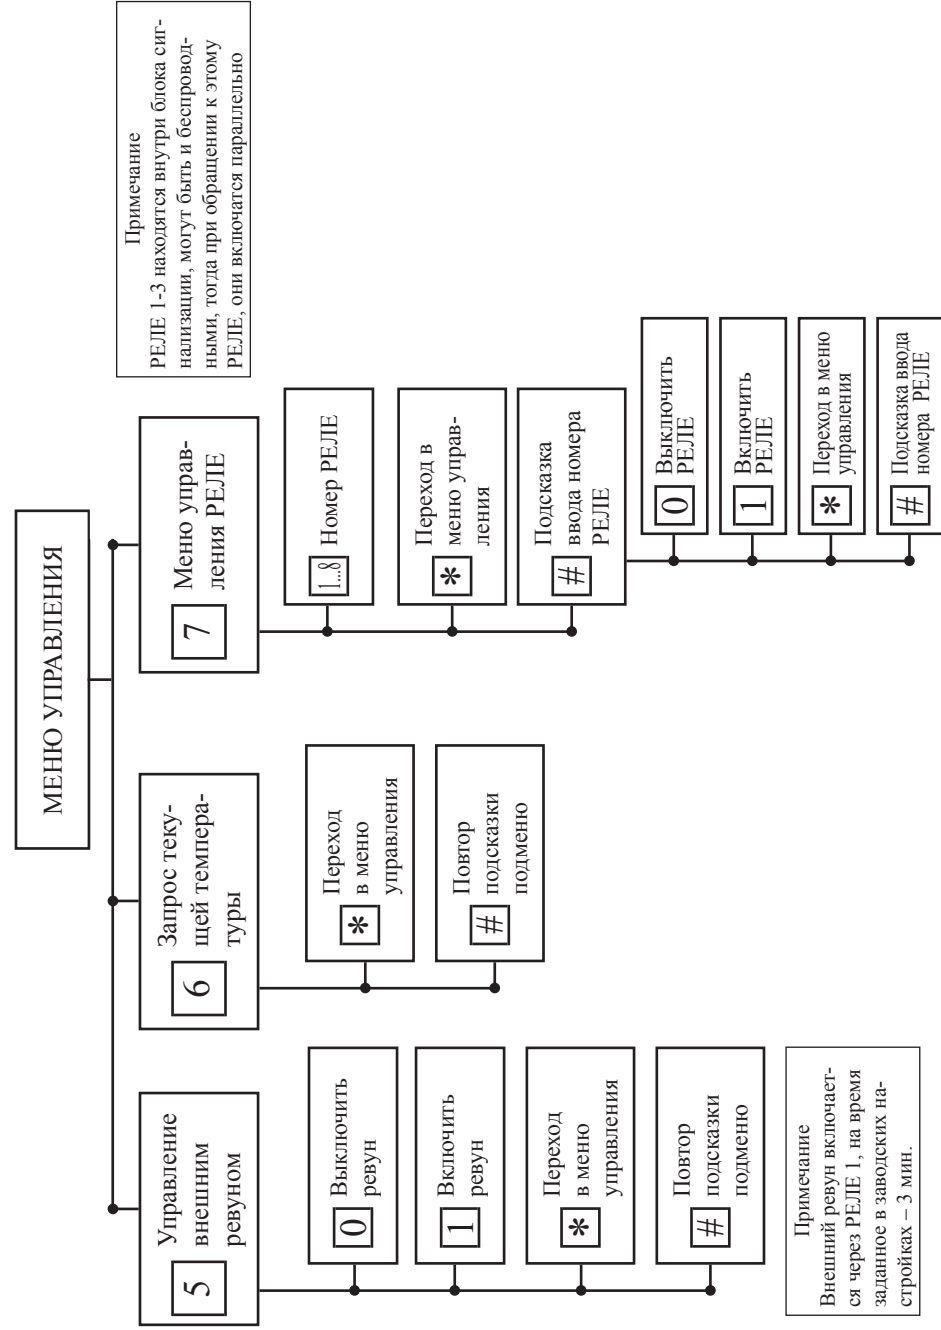 МЕНЮ УПРАВЛЕНИЯ
5
Управление
внешним
ревуном
0
Выключить
ревун
1
Включить
ревун
*
Переход
в меню
управления
#
Повтор
подсказки
подменю
Примечание
Внешний ревун включает-
ся через РЕЛЕ 1, на время
заданное в заводских на-
стройках – 3 мин.
6
Запрос теку-
щей темпера-
туры
*
Переход
в меню
управления
#
Повтор
подсказки
подменю
7
Меню управ-
ления РЕЛЕ
1...8
Номер РЕЛЕ
*
Переход в
меню управ-
ления
#
Подсказка
ввода номера
РЕЛЕ
0
Выключить
РЕЛЕ
1
Включить
РЕЛЕ
*
Переход в меню
управления
#
Подсказка ввода
номера РЕЛЕ
Примечание
РЕЛЕ 1-3 находятся внутри блока сиг-
нализации, могут быть и беспровод-
ными, тогда при обращении к этому
РЕЛЕ, они включатся параллельно